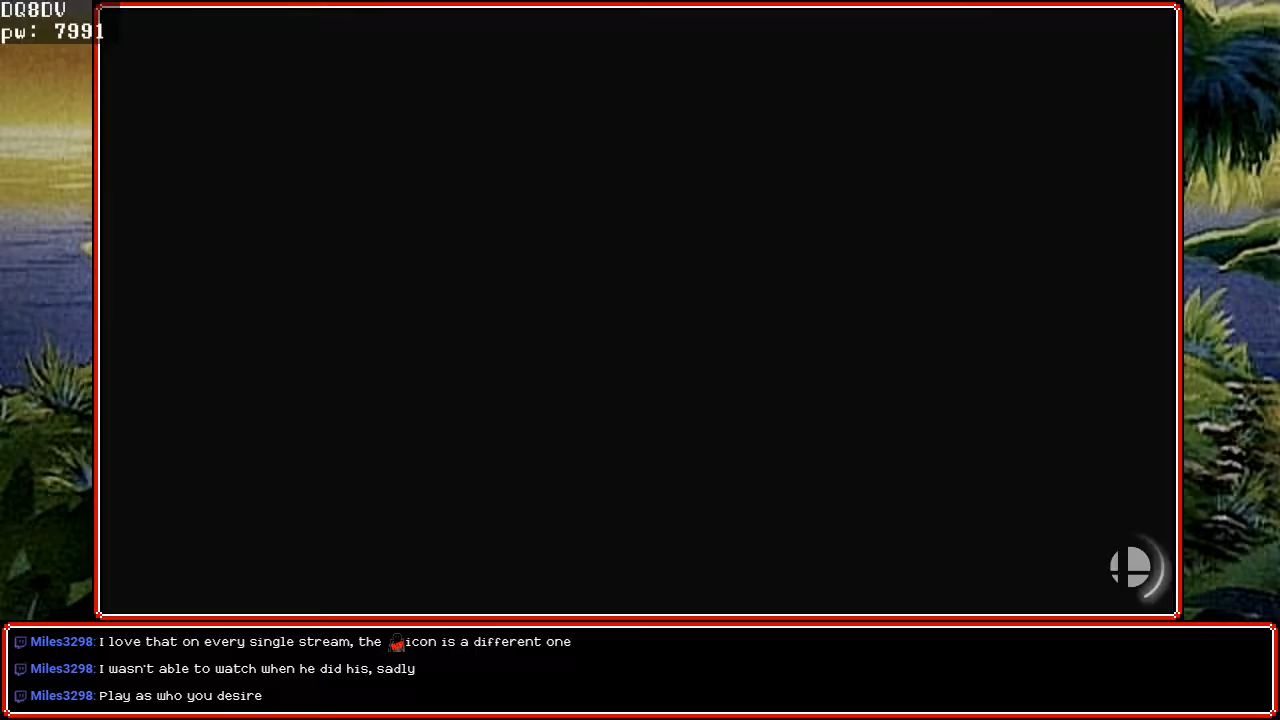 DQ8DV
pw: 7991
Miles3298: I love that on every single stream, the icon is a different one
Miles3298: I wasn't able to watch when he did his, sadly
Miles3298: Play as who you desire